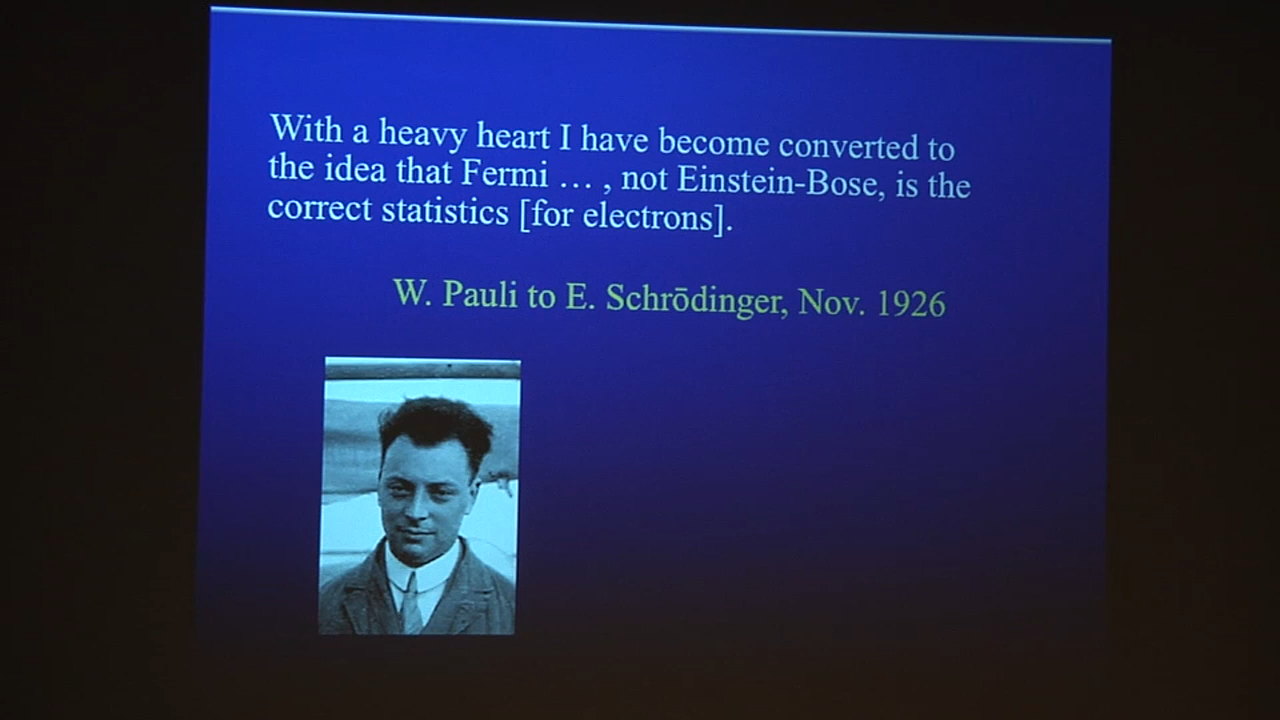 With a heavy heart I have become converted to
the idea that Fermi … , not Einstein-Bose, is the
correct statistics [for electrons].
W. Pauli to E. Schrōdinger, Nov. 1926